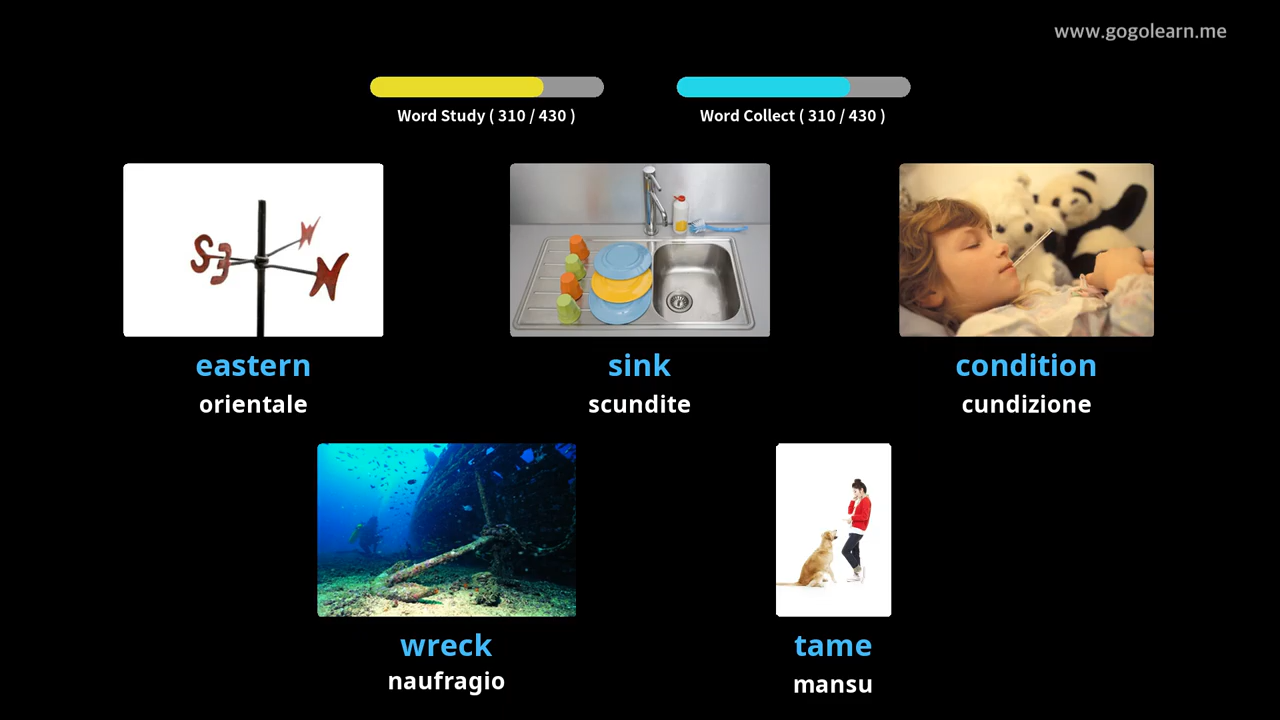 www.gogolearn.me
Word Study ( 310 / 430 )
Word Collect ( 310 / 430 )
eastern
orientale
sink
scundite
condition
cundizione
wreck
naufragio
tame
mansu